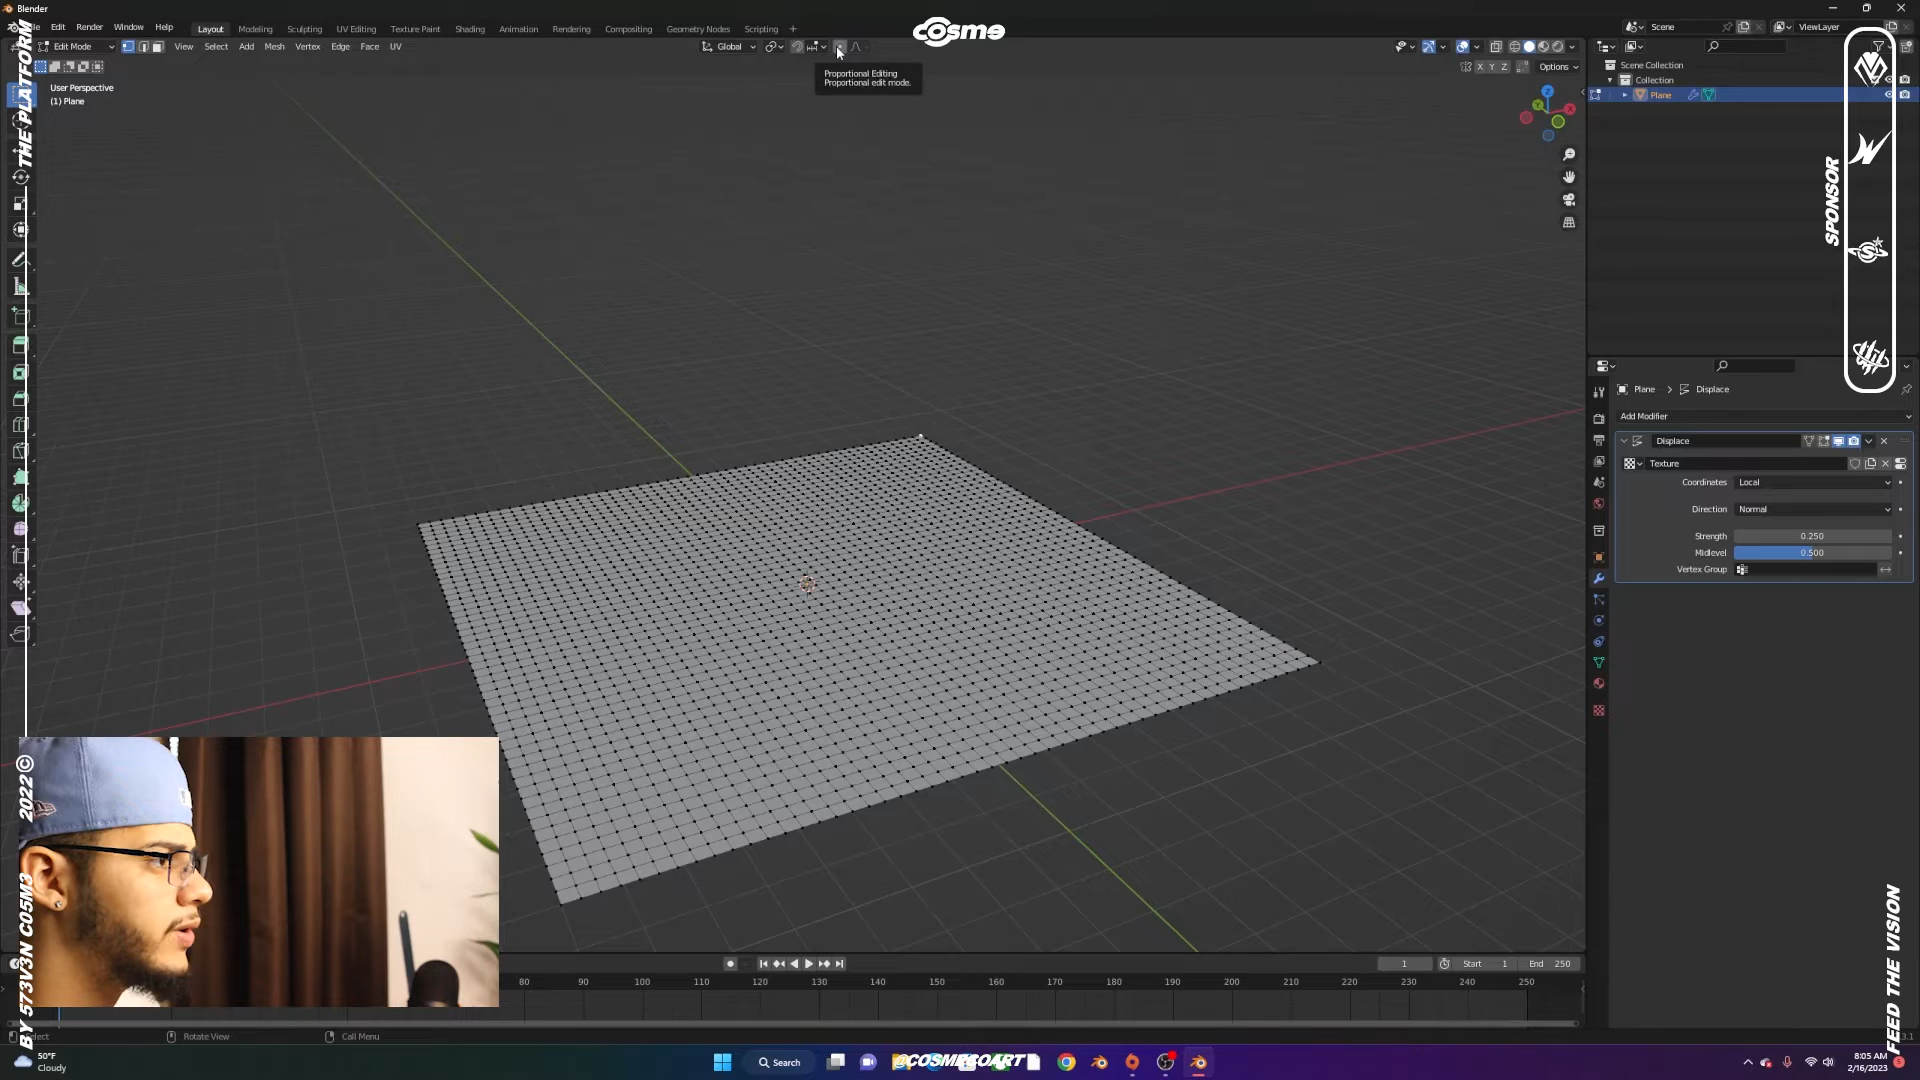 Blender
Edit Render Window Help
Layout Modeling Sculpting UV Editing Texture Paint Shading Animation Rendering Compositing Geometry Nodes Scripting +
cosme
Scene
ViewLayer
Edit Mode
View Select Add Mesh Vertex Edge Face UV
Global
X Y Z
Options
User Perspective
(1) Plane
Proportional Editing
Proportional edit mode.
Z
Y
X
Scene Collection
Collection
Plane
THE PLATFORM
SPONSOR
Plane > Displace
Add Modifier
Displace
Texture
Coordinates Local
Direction Normal
Strength 0.250
Midlevel 0.500
Vertex Group
2022©
BY 573V3N C05M3
FEED THE VISION
1
Start 1
End 250
80 90 100 110 120 130 140 150 160 170 180 190 200 210 220 230 240 250
Rotate View
Call Menu
50°F
Cloudy
Search
@COSMEGOART
8:05 AM
2/16/2023